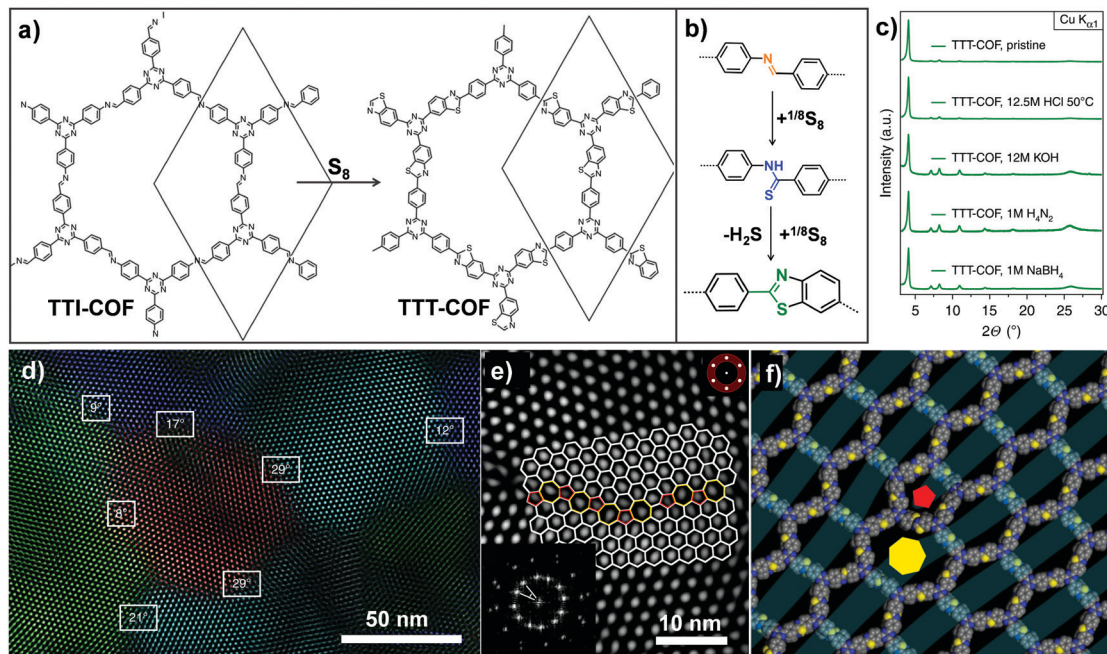 a)
S8
TTI-COF
TTT-COF
b)
+1/8S8
NH
S
-H2S
+1/8S8
N
S
c)
Cu Kα1
TTT-COF, pristine
TTT-COF, 12.5M HCl 50°C
TTT-COF, 12M KOH
TTT-COF, 1M H4N2
TTT-COF, 1M NaBH4
Intensity (a.u.)
5 10 15 20 25 30
2Θ (°)
d)
9°
17°
12°
29°
8°
29°
21°
50 nm
e)
10 nm
f)